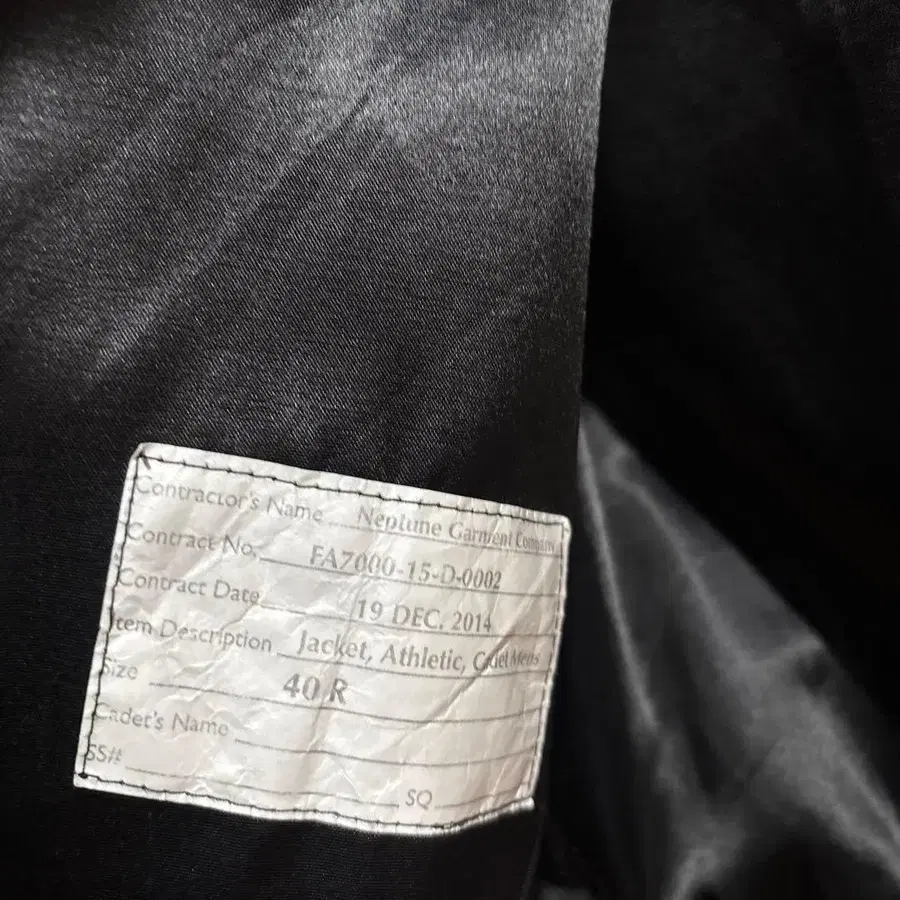 Contractor's Name Neptune Garment Company
Contract No. FA7000-15-D-0002
Contract Date 19 DEC. 2014
Item Description Jacket, Athletic, Cadet Mens
Size 40 R
Cadet's Name
SS#
SQ